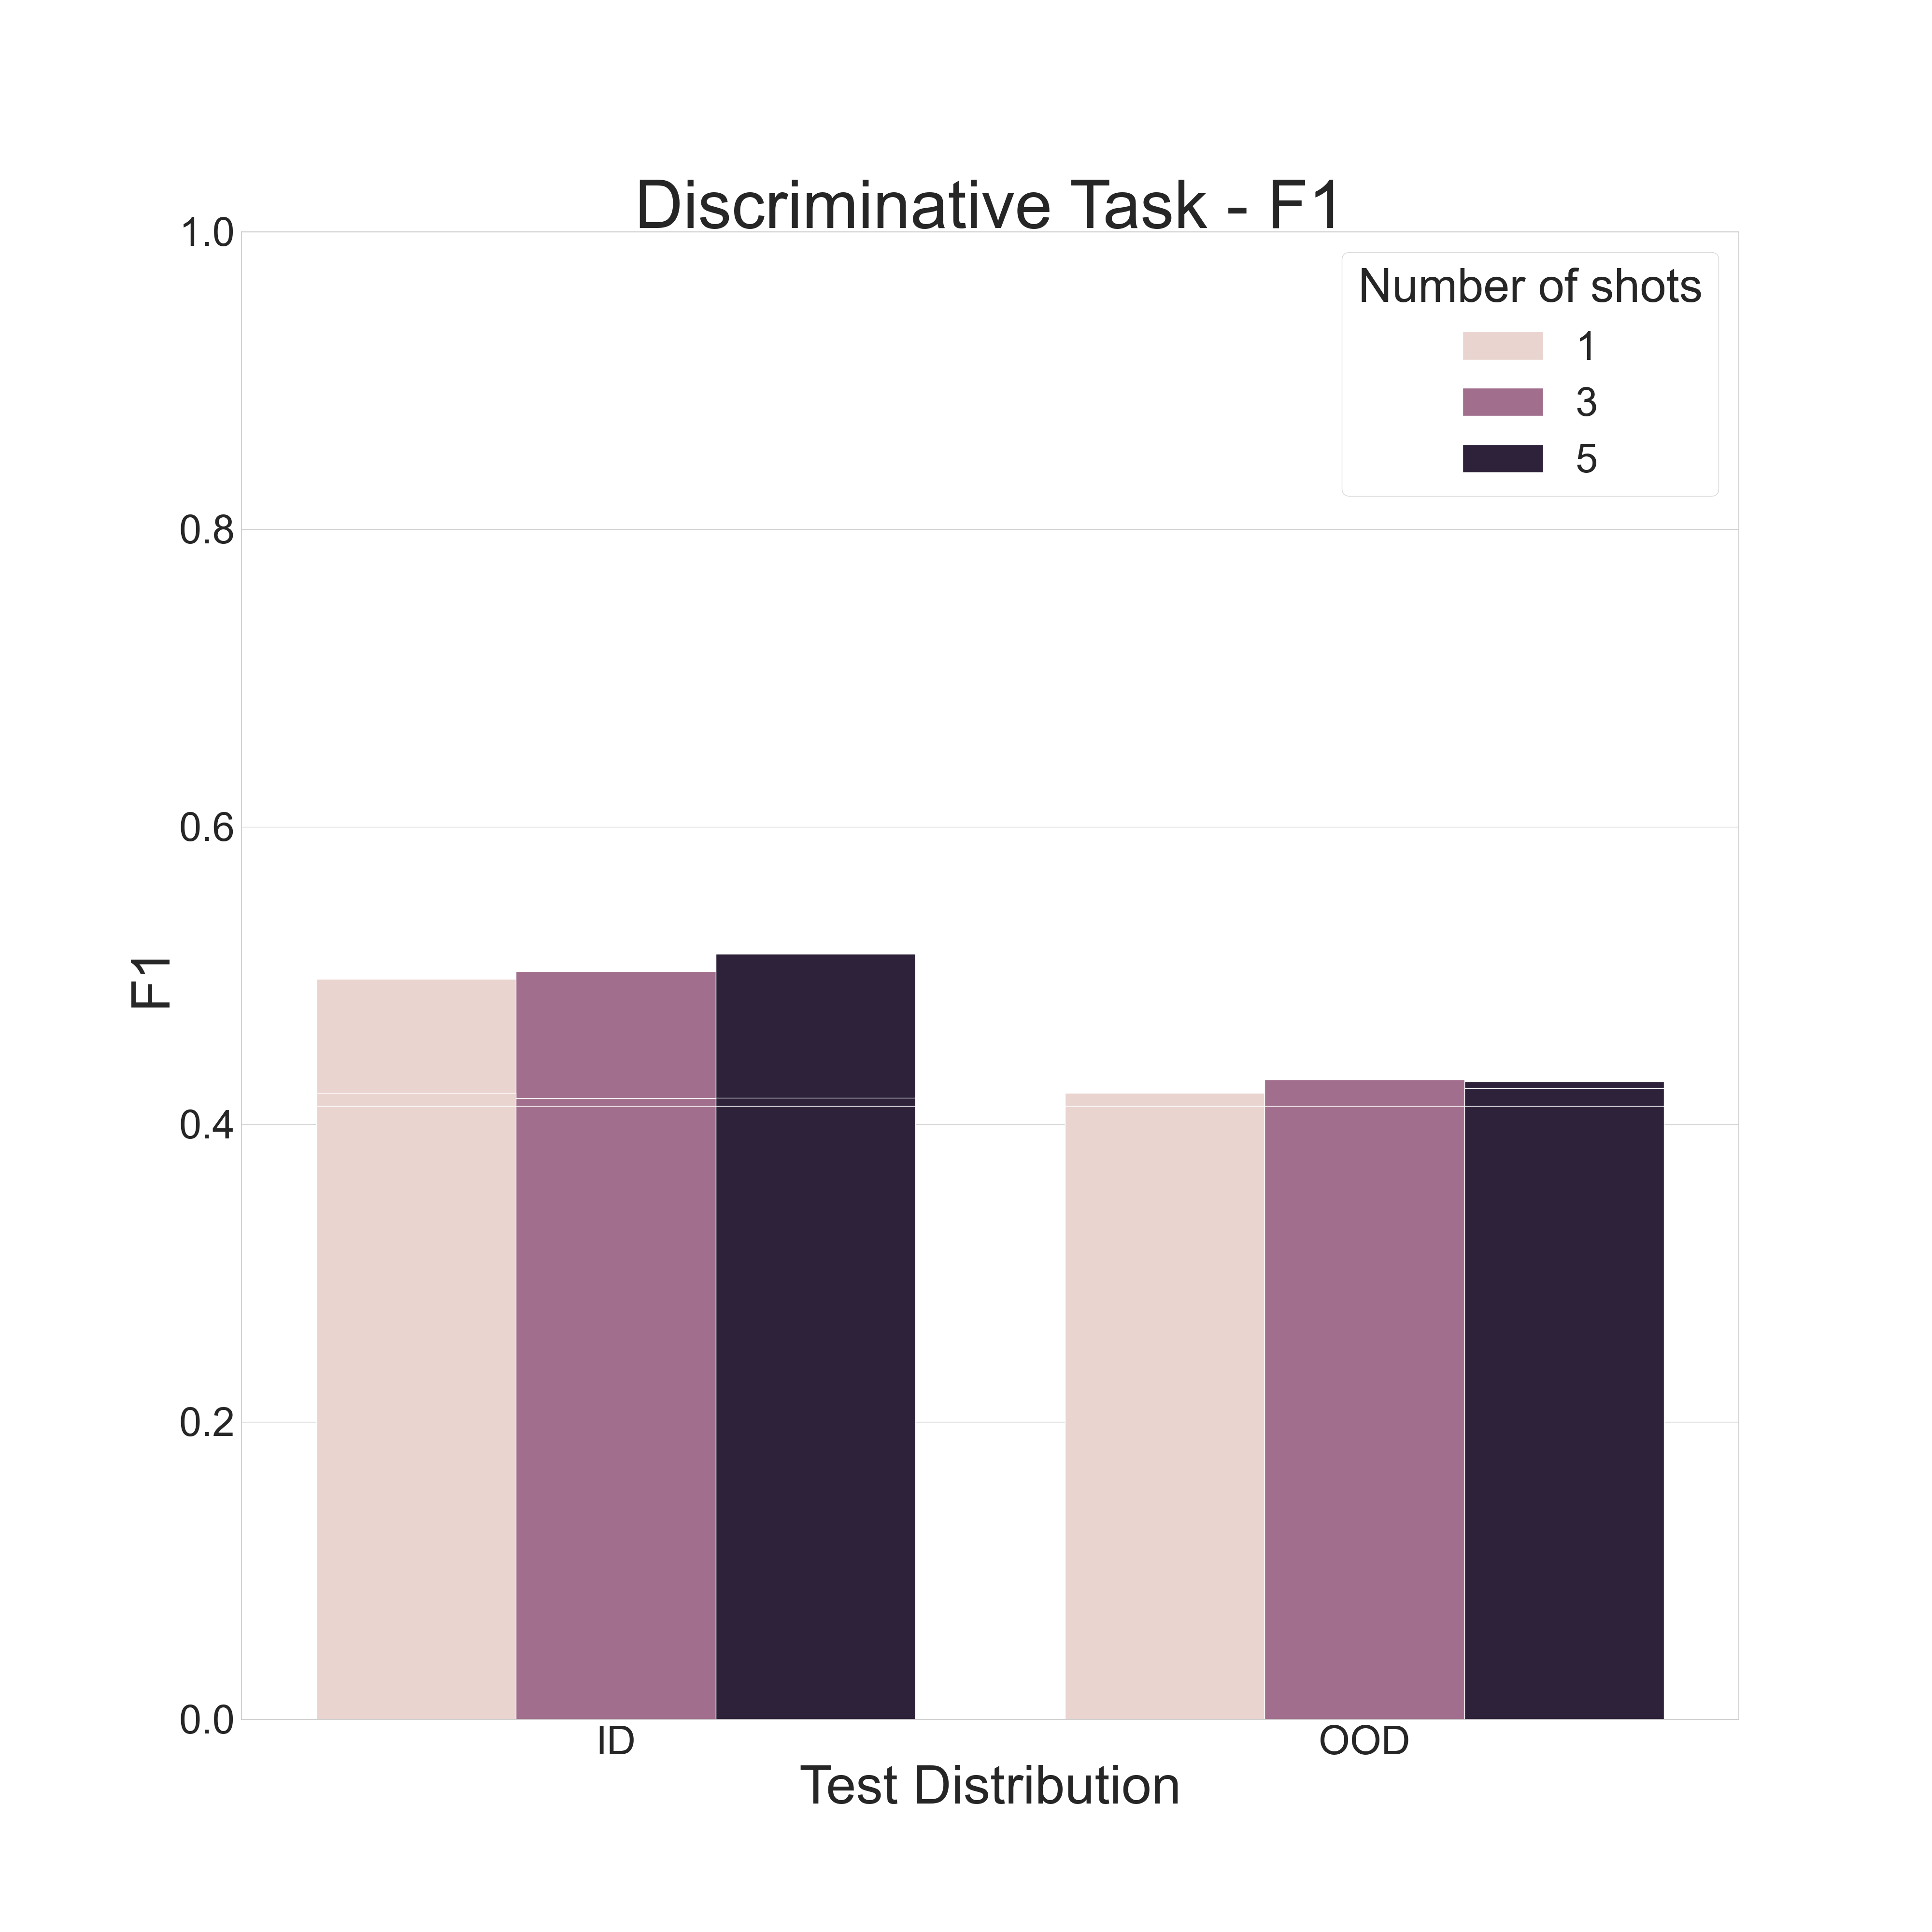 Discriminative Task - F1
Number of shots
1
3
5
1.0
0.8
0.6
0.4
0.2
0.0
F1
ID
OOD
Test Distribution